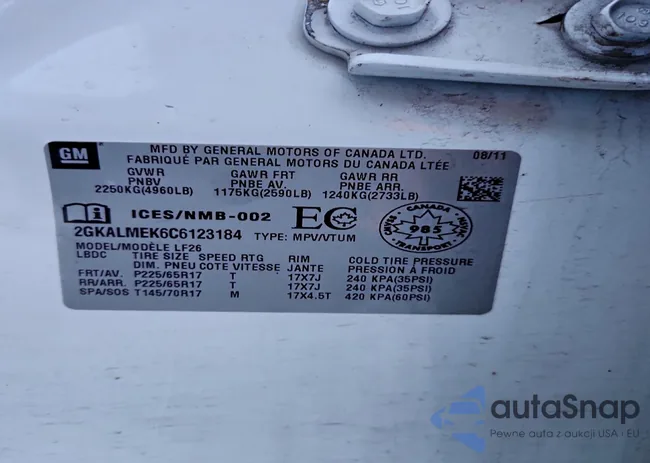 GM
MFD BY GENERAL MOTORS OF CANADA LTD.
FABRIQUÉ PAR GENERAL MOTORS DU CANADA LTÉE
08/11
GVWR GAWR FRT GAWR RR
PNBV PNBE AV. PNBE ARR.
2250KG(4960LB) 1175KG(2590LB) 1240KG(2733LB)
ICES/NMB-002 EC
CANADA 985 TRANSPORT
2GKALMEK6C6123184 TYPE: MPV/VTUM
MODEL/MODÈLE LF26
LBDC TIRE SIZE SPEED RTG RIM COLD TIRE PRESSURE
DIM. PNEU COTE VITESSE JANTE PRESSION À FROID
FRT/AV. P225/65R17 T 17X7J 240 KPA(35PSI)
RR/ARR. P225/65R17 T 17X7J 240 KPA(35PSI)
SPA/SOS T145/70R17 M 17X4.5T 420 KPA(60PSI)
autaSnap
Pewne auta z aukcji USA i EU